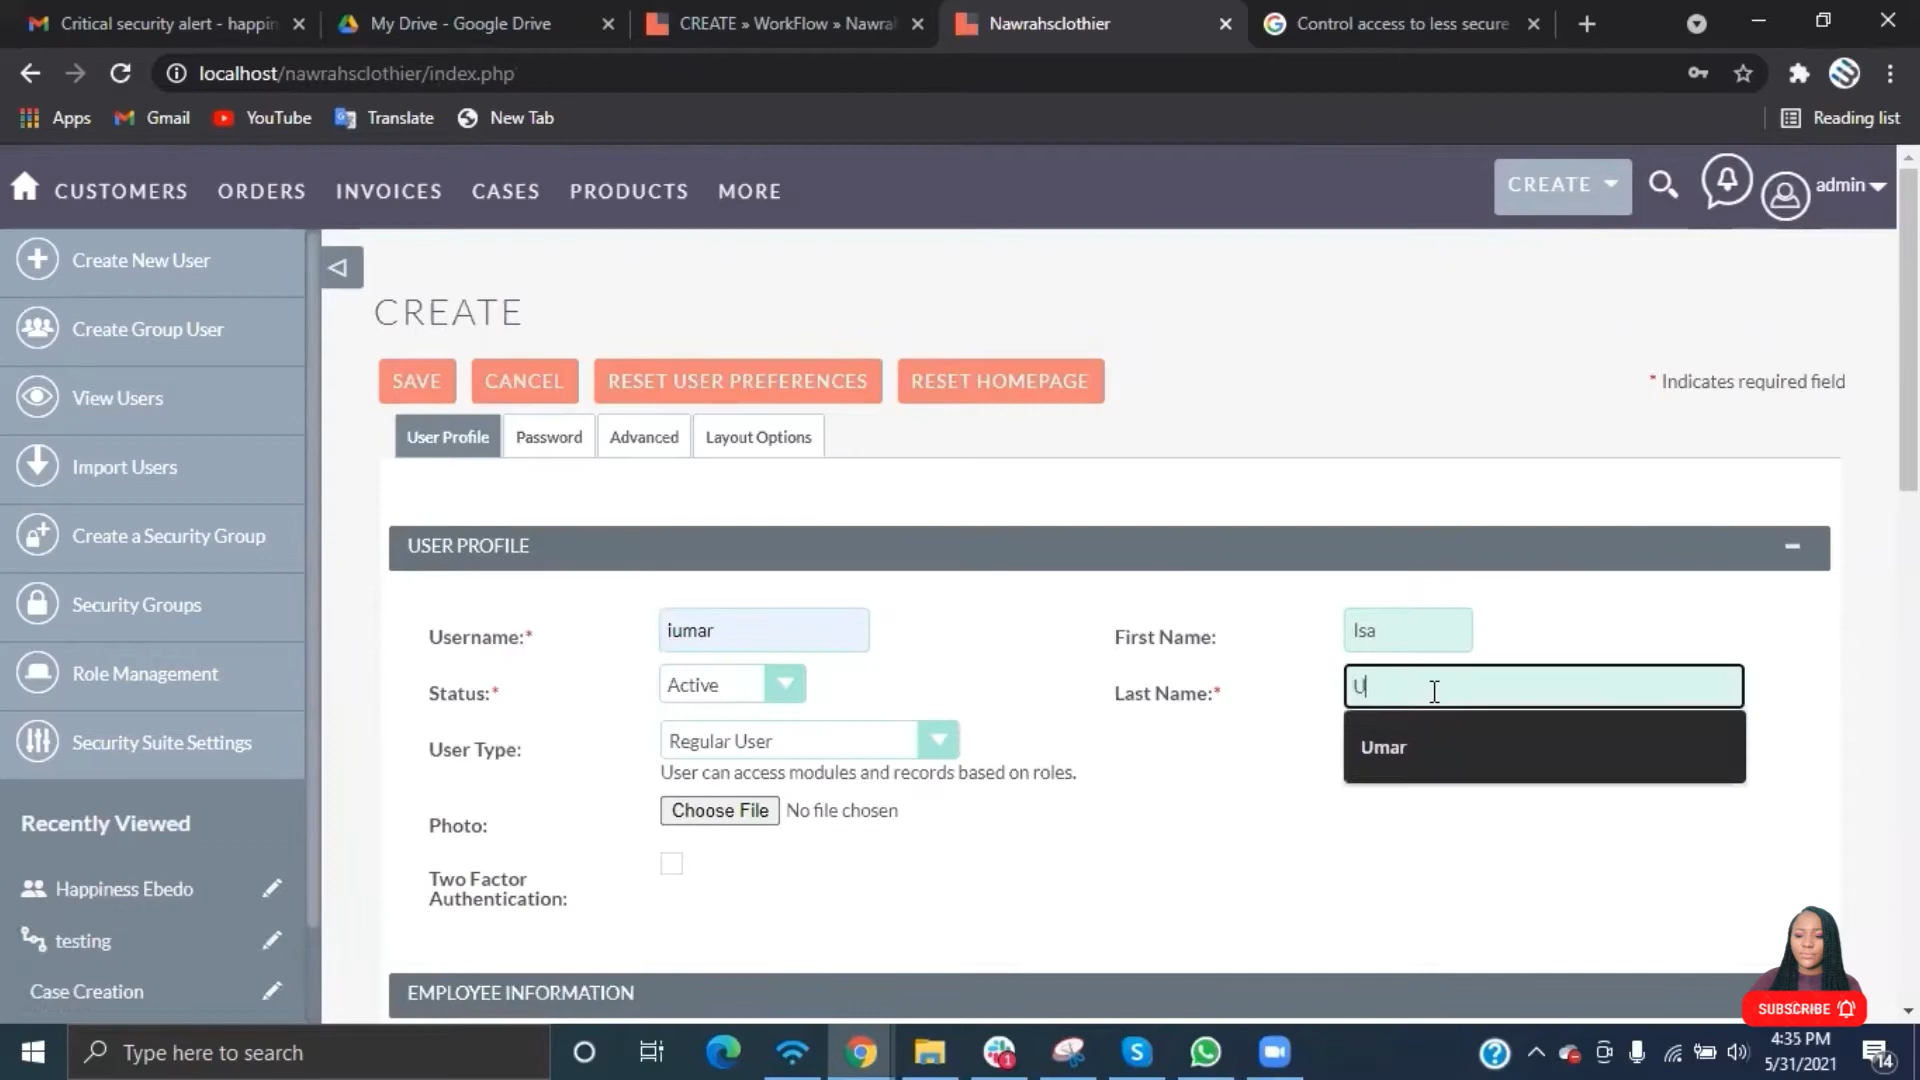 Critical security alert - happin
My Drive - Google Drive
CREATE » WorkFlow » Nawra
Nawrahsclothier
Control access to less secure
localhost/nawrahsclothier/index.php
Apps
Gmail
YouTube
Translate
New Tab
Reading list
CUSTOMERS
ORDERS
INVOICES
CASES
PRODUCTS
MORE
CREATE
admin
Create New User
Create Group User
View Users
Import Users
Create a Security Group
Security Groups
Role Management
Security Suite Settings
Recently Viewed
Happiness Ebedo
testing
Case Creation
CREATE
SAVE
CANCEL
RESET USER PREFERENCES
RESET HOMEPAGE
* Indicates required field
User Profile
Password
Advanced
Layout Options
USER PROFILE
Username:*
iumar
First Name:
Isa
Status:*
Active
Last Name:*
U
Umar
User Type:
Regular User
User can access modules and records based on roles.
Photo:
Choose File
No file chosen
Two Factor
Authentication:
EMPLOYEE INFORMATION
SUBSCRIBE
Type here to search
1
4:35 PM
5/31/2021
14